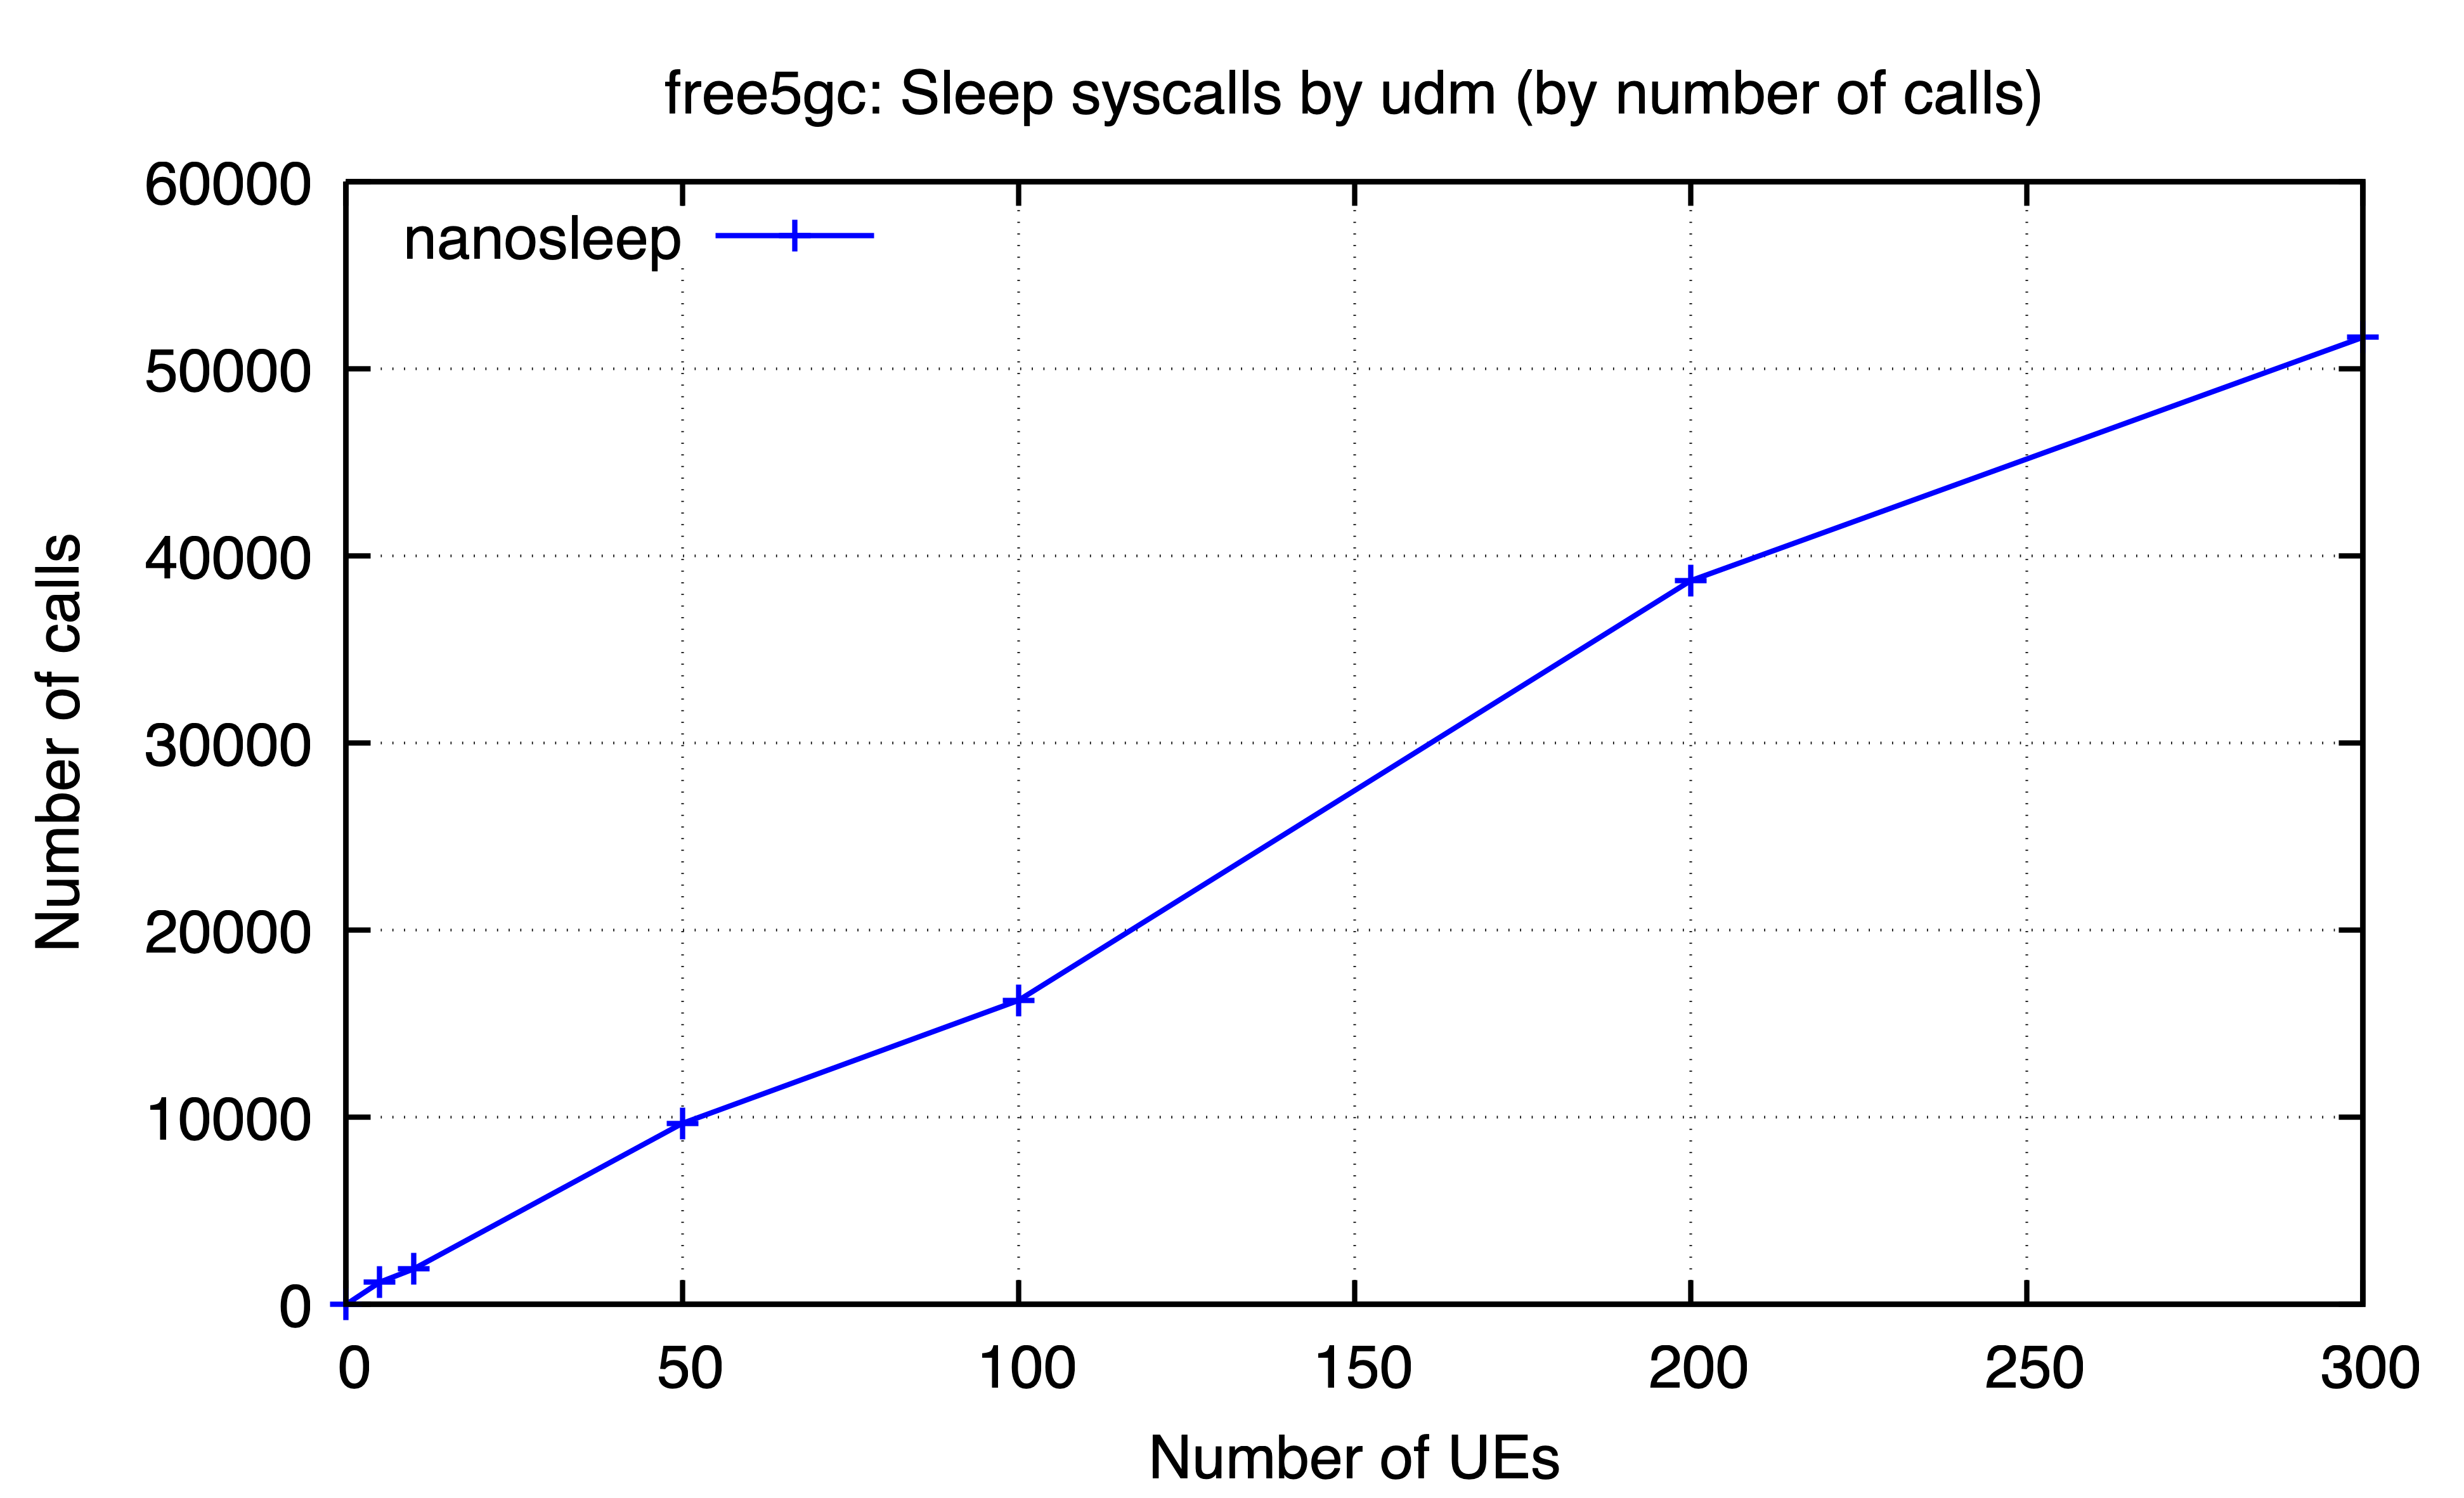 free5gc: Sleep syscalls by udm (by number of calls)
60000
nanosleep
50000
40000
30000
20000
10000
0
Number of calls
0 50 100 150 200 250 300
Number of UEs